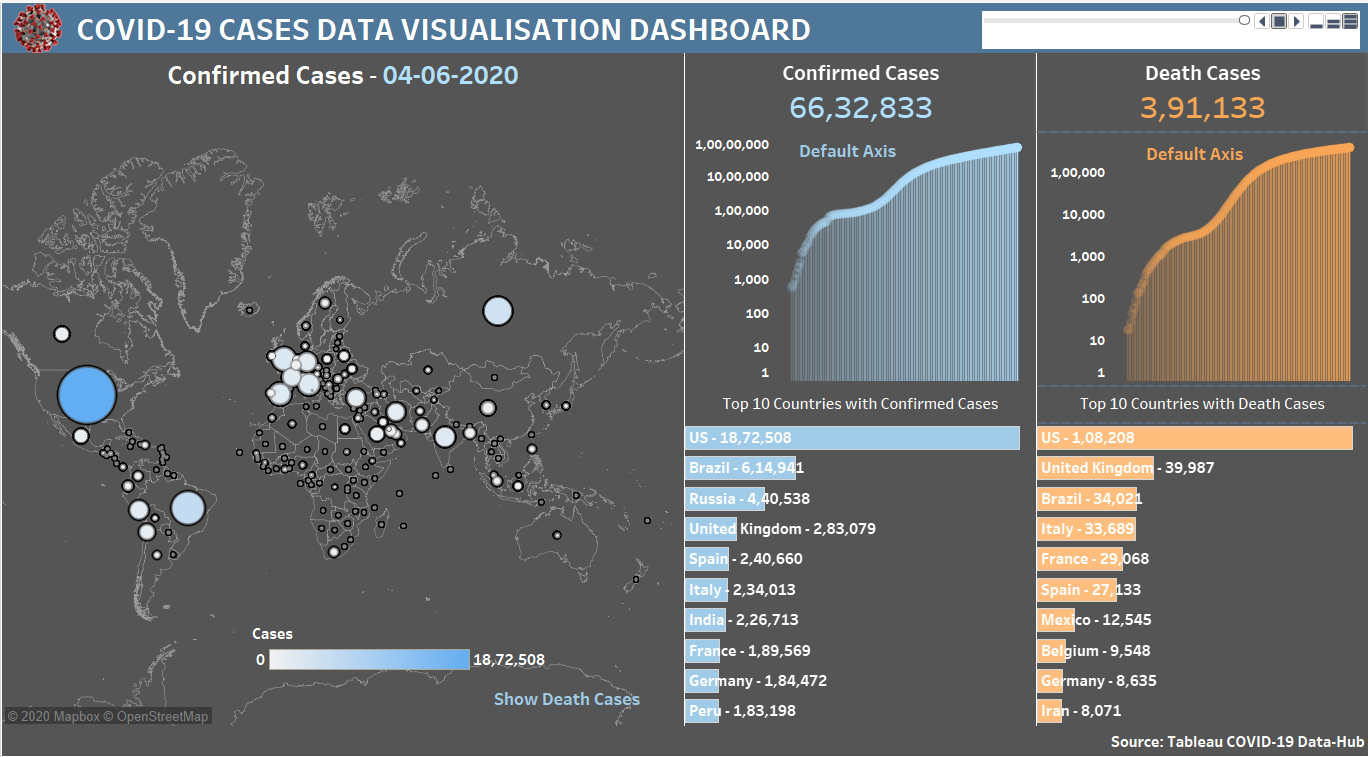 COVID-19 CASES DATA VISUALISATION DASHBOARD
Confirmed Cases - 04-06-2020
Cases
0
18,72,508
Show Death Cases
© 2020 Mapbox © OpenStreetMap
Confirmed Cases
66,32,833
Default Axis
1,00,00,000
10,00,000
1,00,000
10,000
1,000
100
10
1
Top 10 Countries with Confirmed Cases
US - 18,72,508
Brazil - 6,14,941
Russia - 4,40,538
United Kingdom - 2,83,079
Spain - 2,40,660
Italy - 2,34,013
India - 2,26,713
France - 1,89,569
Germany - 1,84,472
Peru - 1,83,198
Death Cases
3,91,133
Default Axis
1,00,000
10,000
1,000
100
10
1
Top 10 Countries with Death Cases
US - 1,08,208
United Kingdom - 39,987
Brazil - 34,021
Italy - 33,689
France - 29,068
Spain - 27,133
Mexico - 12,545
Belgium - 9,548
Germany - 8,635
Iran - 8,071
Source: Tableau COVID-19 Data-Hub